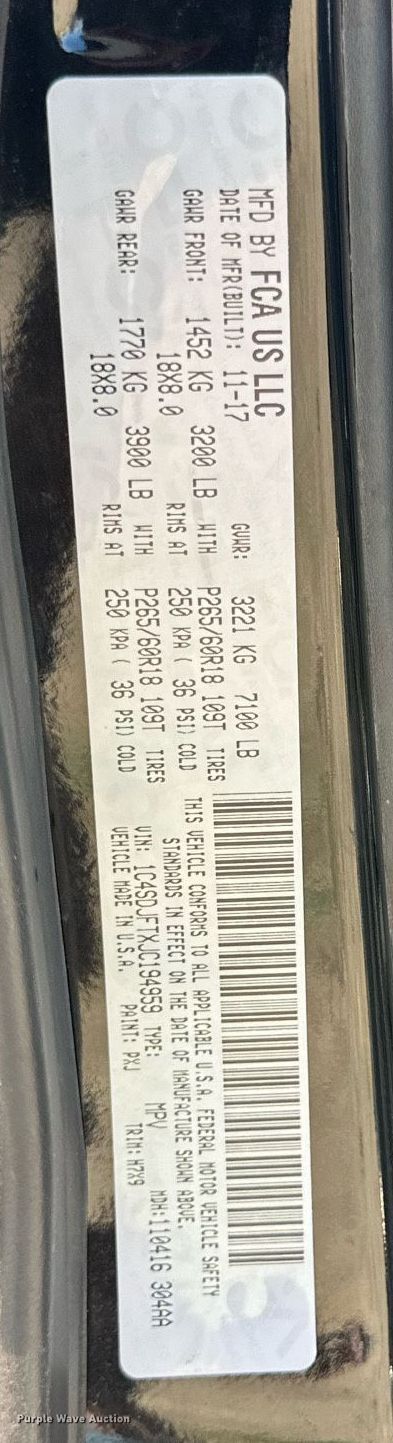 MFD BY FCA US LLC
DATE OF MFR(BUILT): 11-17 GVWR: 3221 KG 7100 LB
GAWR FRONT: 1452 KG 3200 LB WITH P265/60R18 109T TIRES
18X8.0 RIMS AT 250 KPA ( 36 PSI) COLD
GAWR REAR: 1770 KG 3900 LB WITH P265/60R18 109T TIRES
18X8.0 RIMS AT 250 KPA ( 36 PSI) COLD
THIS VEHICLE CONFORMS TO ALL APPLICABLE U.S.A. FEDERAL MOTOR VEHICLE SAFETY
STANDARDS IN EFFECT ON THE DATE OF MANUFACTURE SHOWN ABOVE.
VIN: 1C4SDJFTXJC194959 TYPE: MPV MDH:110416 304AA
VEHICLE MADE IN U.S.A. PAINT: PXJ TRIM: H7X9
Purple Wave Auction